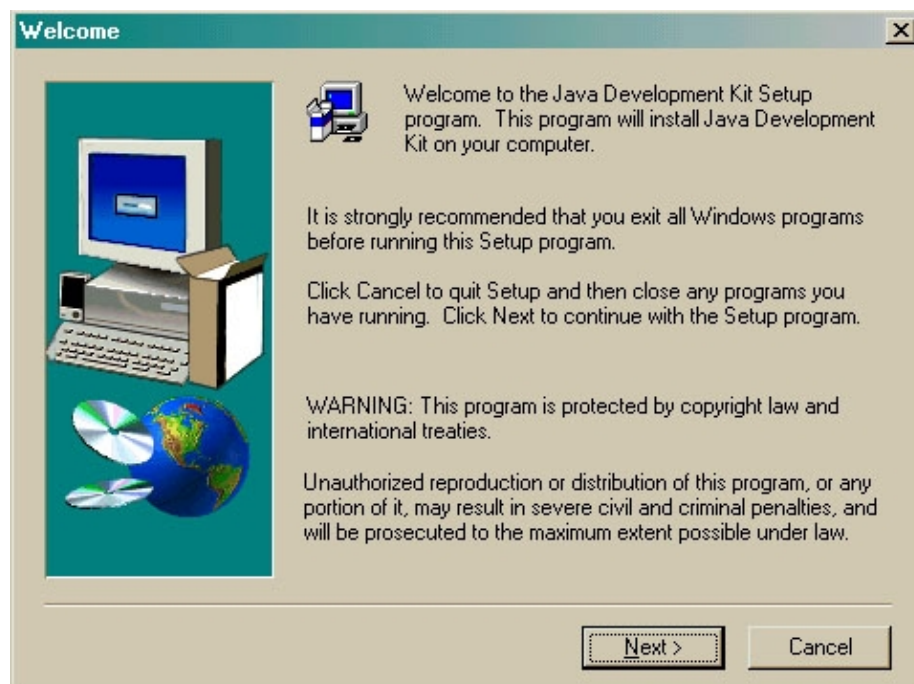 Welcome
Welcome to the Java Development Kit Setup
program.  This program will install Java Development
Kit on your computer.
It is strongly recommended that you exit all Windows programs
before running this Setup program.
Click Cancel to quit Setup and then close any programs you
have running.  Click Next to continue with the Setup program.
WARNING: This program is protected by copyright law and
international treaties.
Unauthorized reproduction or distribution of this program, or any
portion of it, may result in severe civil and criminal penalties, and
will be prosecuted to the maximum extent possible under law.
Next >
Cancel